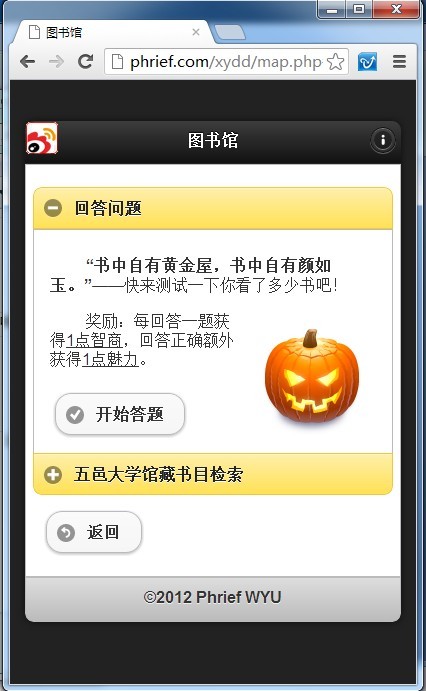 图书馆
phrief.com/xydd/map.php
图书馆
回答问题
“书中自有黄金屋，书中自有颜如
玉。”——快来测试一下你看了多少书吧！
奖励：每回答一题获
得1点智商，回答正确额外
获得1点魅力。
开始答题
五邑大学馆藏书目检索
返回
©2012 Phrief WYU